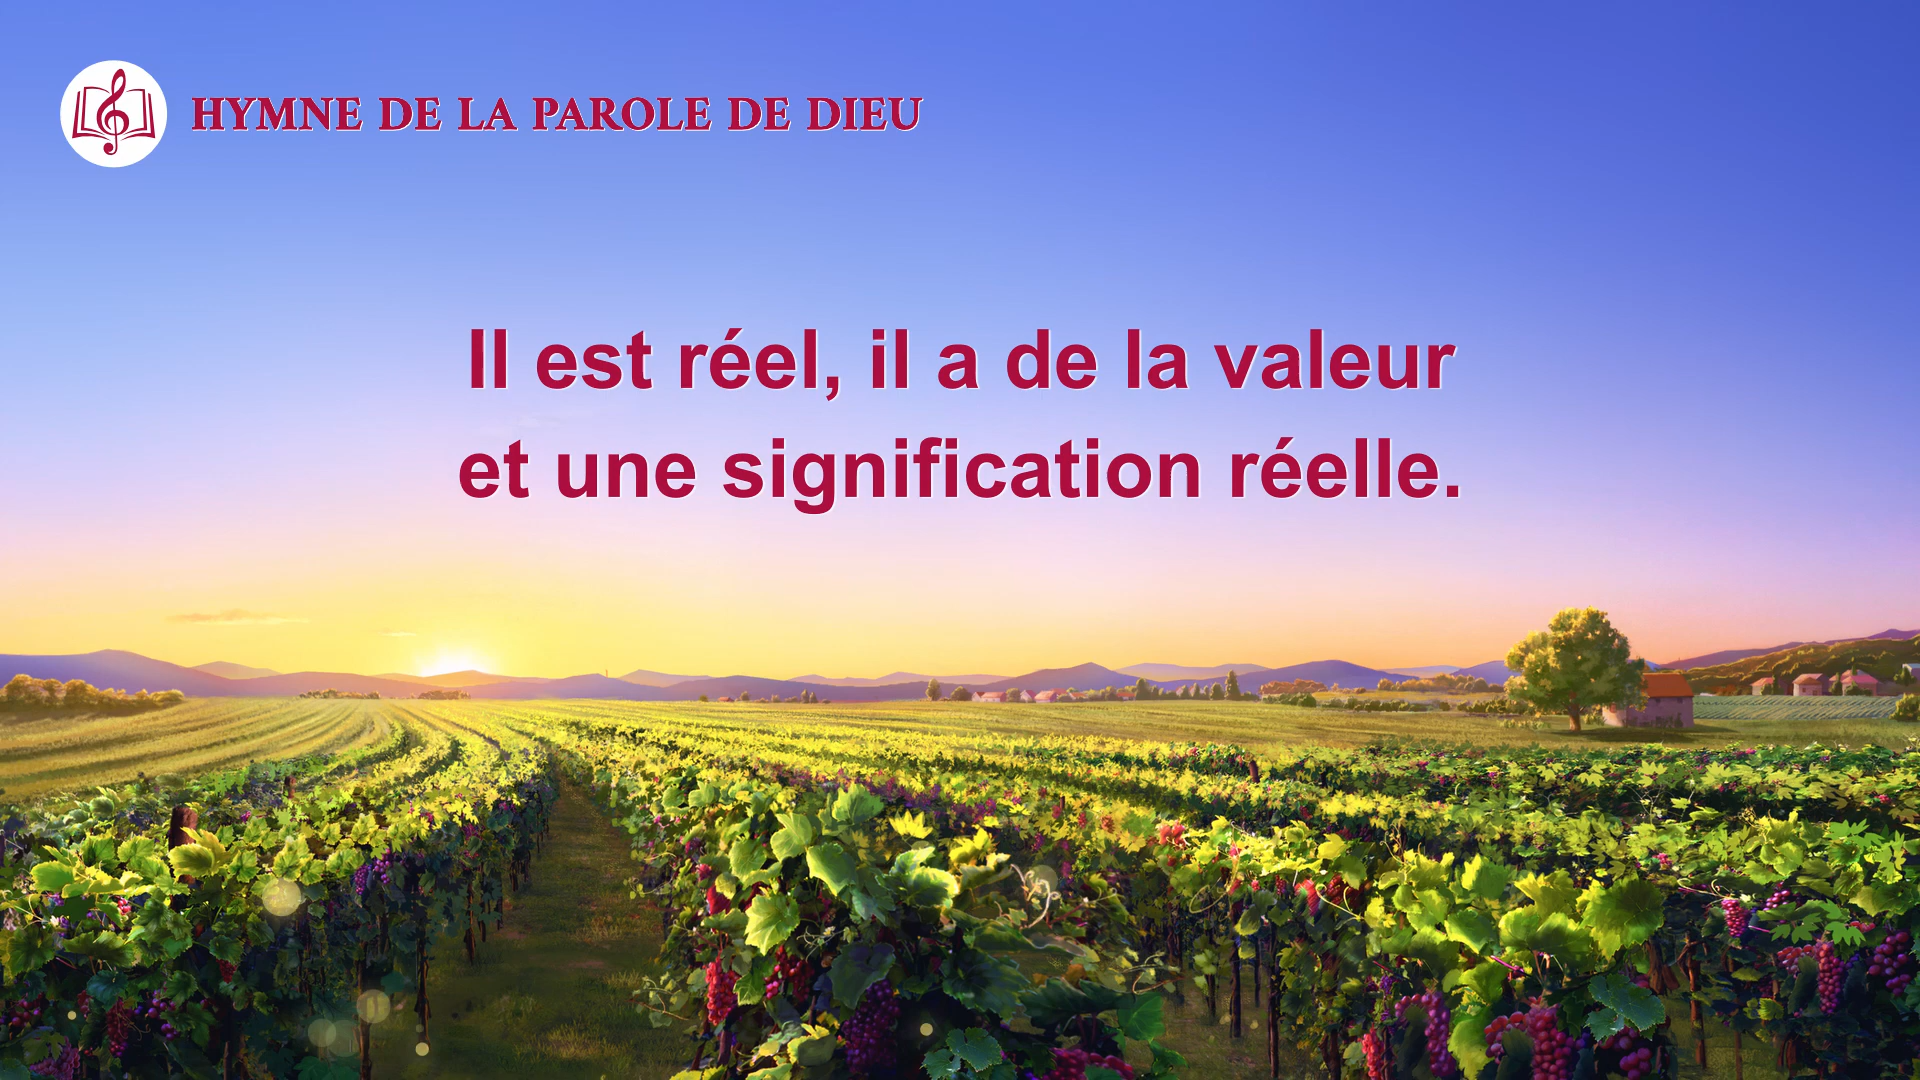 HYMNE DE LA PAROLE DE DIEU
Il est réel, il a de la valeur
et une signification réelle.